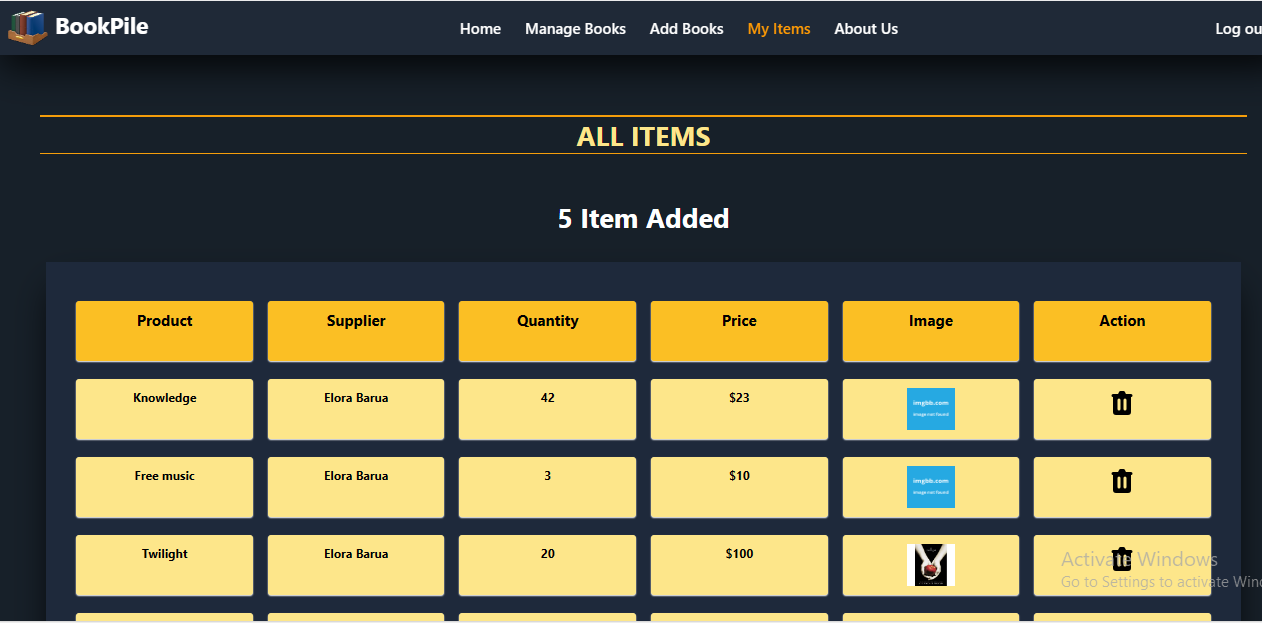 BookPile Home Manage Books Add Books My Items About Us Log ou
ALL ITEMS
5 Item Added
Product Supplier Quantity Price Image Action
Knowledge Elora Barua 42 $23 imgbb.com
image not found
Free music Elora Barua 3 $10 imgbb.com
image not found
Twilight Elora Barua 20 $100
Activate Windows
Go to Settings to activate Wind